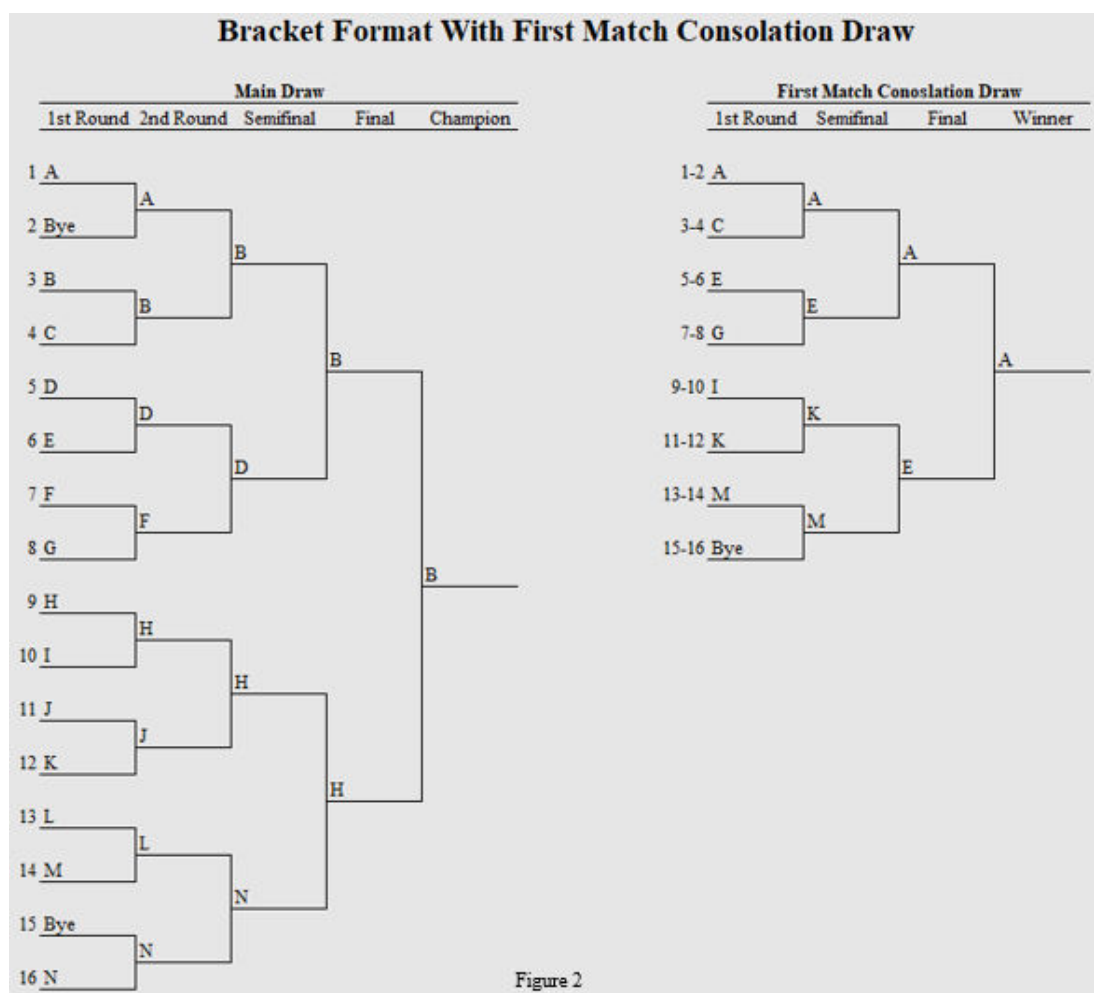 Bracket Format With First Match Consolation Draw
Main Draw
1st Round 2nd Round Semifinal Final Champion
1 A
A
2 Bye
B
3 B
B
4 C
B
5 D
D
6 E
D
7 F
F
8 G
B
9 H
H
10 I
H
11 J
J
12 K
H
13 L
L
14 M
N
15 Bye
N
16 N
First Match Conoslation Draw
1st Round Semifinal Final Winner
1-2 A
A
3-4 C
A
5-6 E
E
7-8 G
A
9-10 I
K
11-12 K
E
13-14 M
M
15-16 Bye
Figure 2